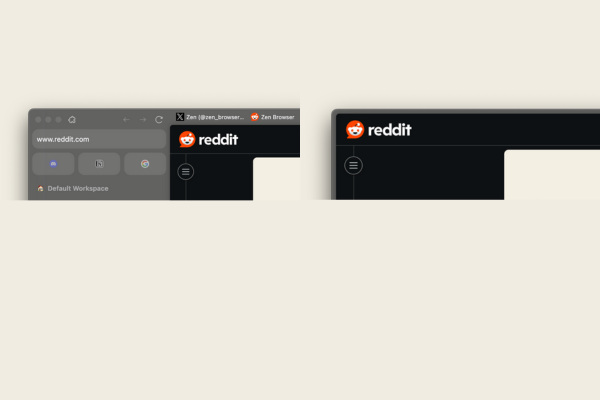 Zen (@zen_browser... Zen Browser
www.reddit.com
reddit
Default Workspace
reddit